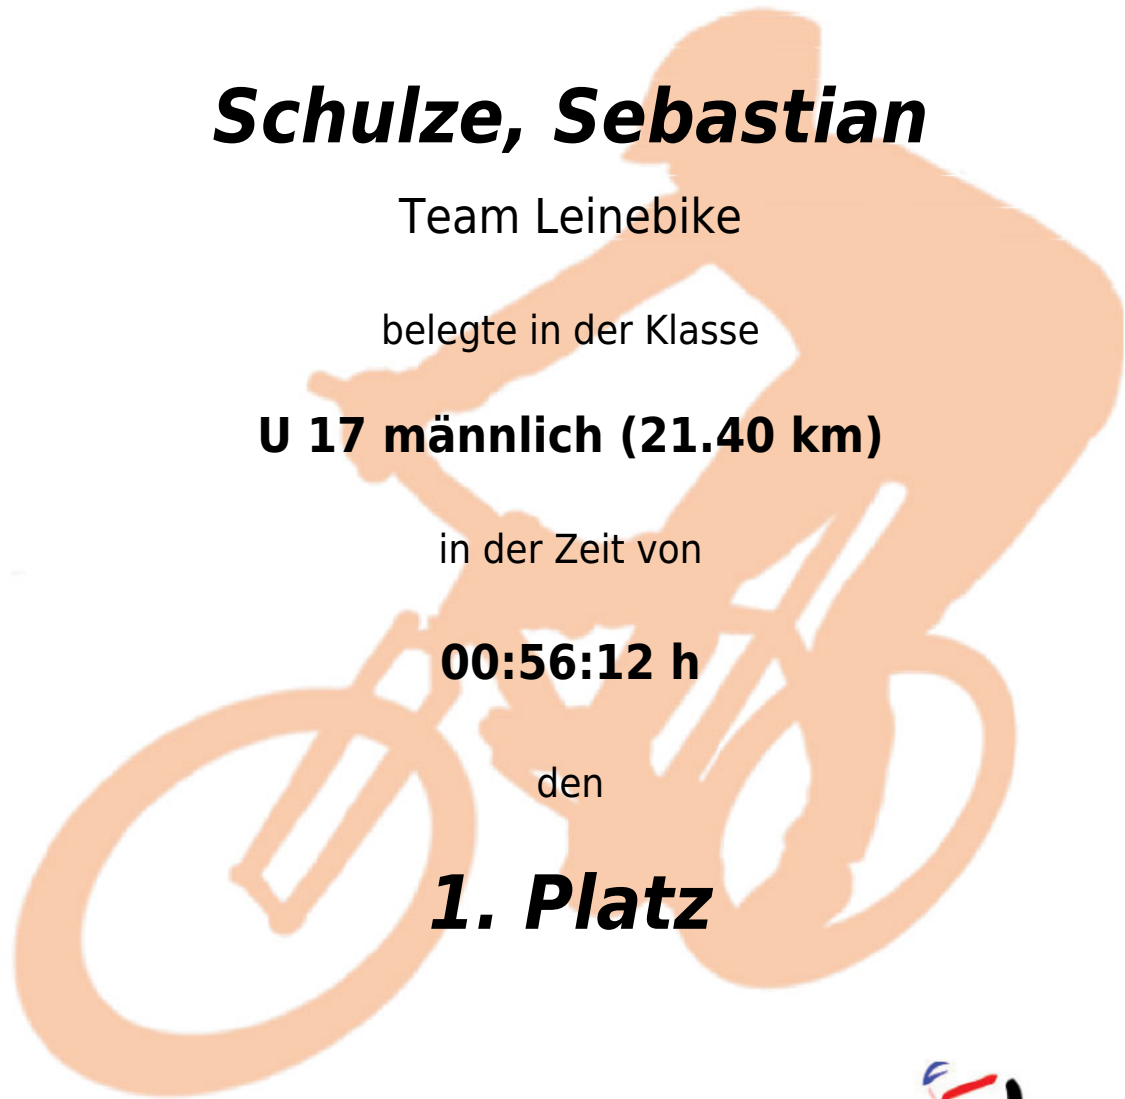 Schulze, Sebastian
Team Leinebike
belegte in der Klasse
U 17 männlich (21.40 km)
in der Zeit von
00:56:12 h
den
1. Platz